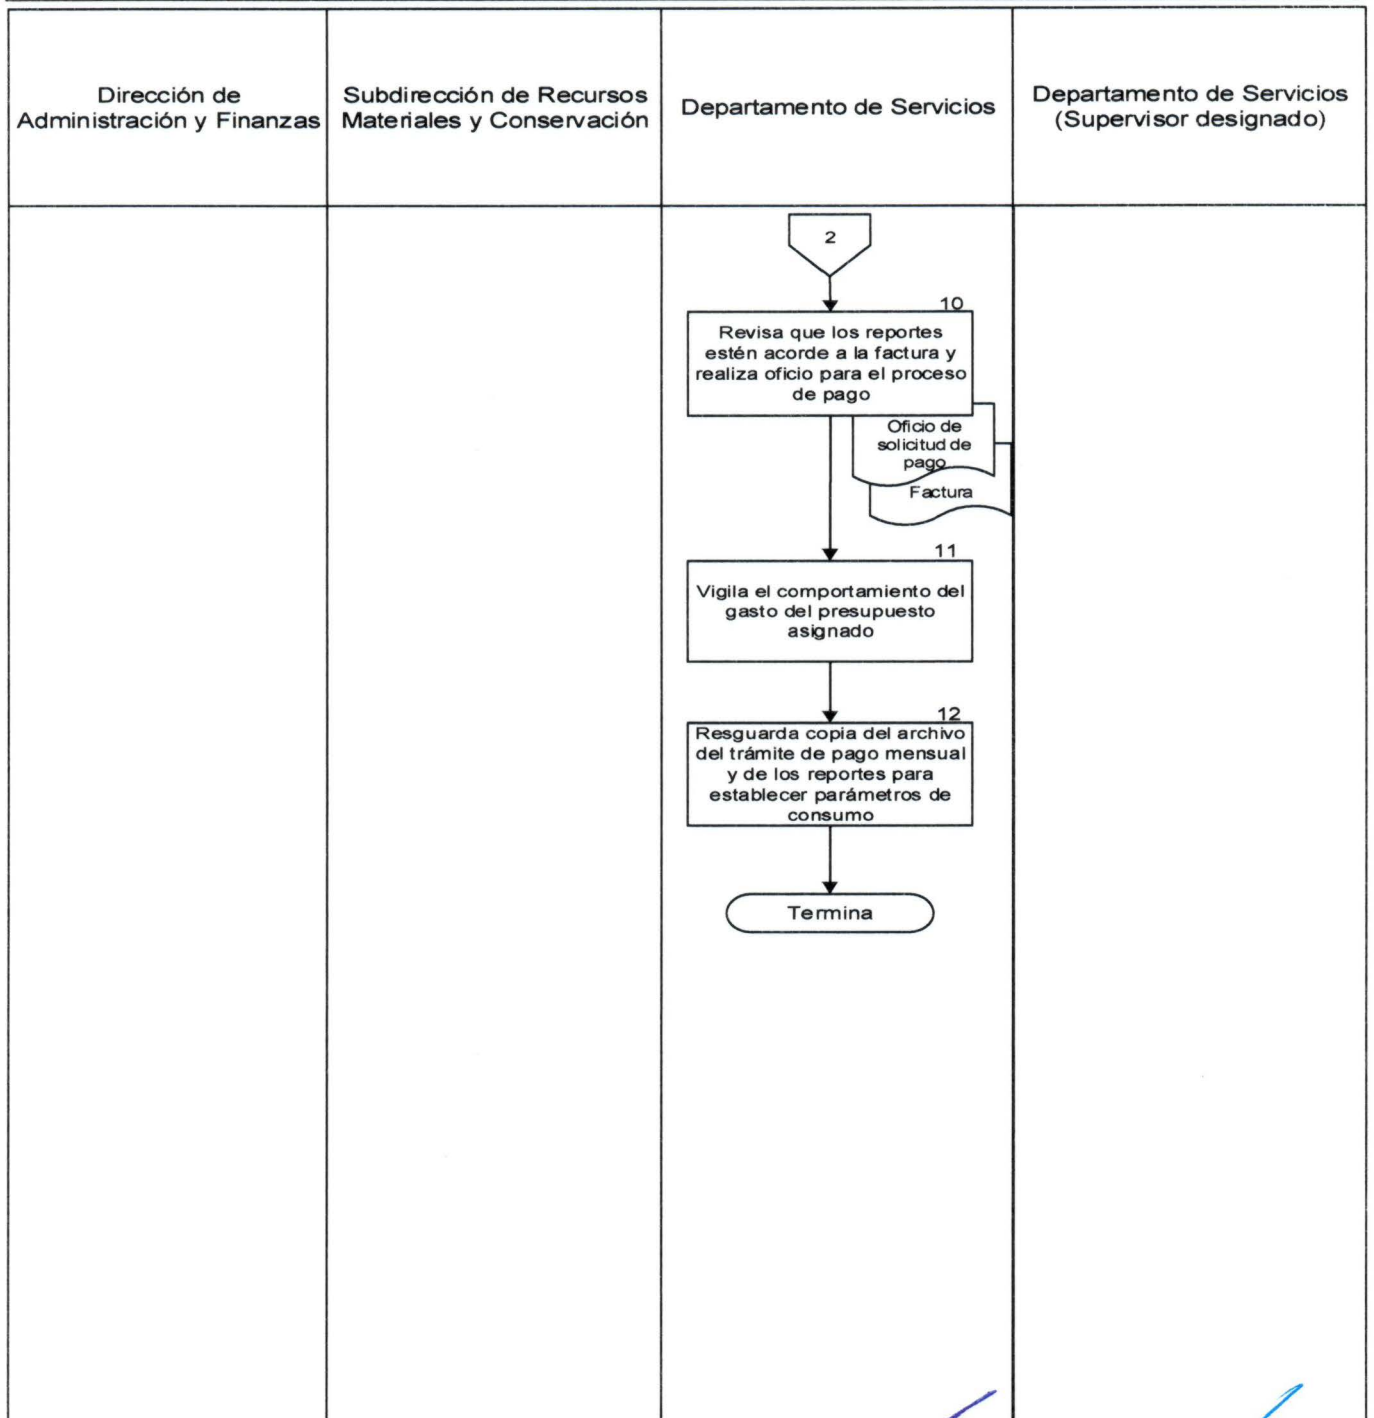 Dirección de
Administración y Finanzas
Subdirección de Recursos
Materiales y Conservación
Departamento de Servicios
Departamento de Servicios
(Supervisor designado)
2
10
Revisa que los reportes
estén acorde a la factura y
realiza oficio para el proceso
de pago
Oficio de
solicitud de
pago
Factura
11
Vigila el comportamiento del
gasto del presupuesto
asignado
12
Resguarda copia del archivo
del trámite de pago mensual
y de los reportes para
establecer parámetros de
consumo
Termina